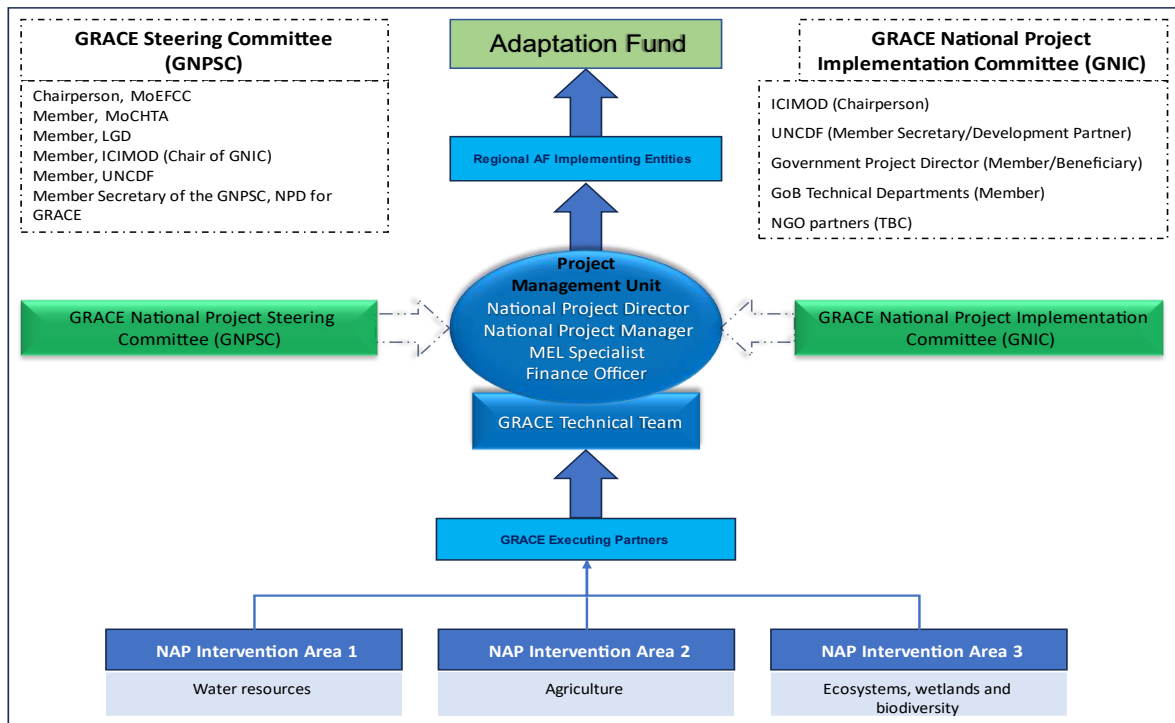 GRACE Steering Committee
(GNPSC)
Chairperson, MoEFCC
Member, MoCHTA
Member, LGD
Member, ICIMOD (Chair of GNIC)
Member, UNCDF
Member Secretary of the GNPSC, NPD for
GRACE
Adaptation Fund
GRACE National Project
Implementation Committee (GNIC)
ICIMOD (Chairperson)
UNCDF (Member Secretary/Development Partner)
Government Project Director (Member/Beneficiary)
GoB Technical Departments (Member)
NGO partners (TBC)
Regional AF Implementing Entities
Project
Management Unit
National Project Director
National Project Manager
MEL Specialist
Finance Officer
GRACE National Project Steering
Committee (GNPSC)
GRACE National Project Implementation
Committee (GNIC)
GRACE Technical Team
GRACE Executing Partners
NAP Intervention Area 1
Water resources
NAP Intervention Area 2
Agriculture
NAP Intervention Area 3
Ecosystems, wetlands and
biodiversity